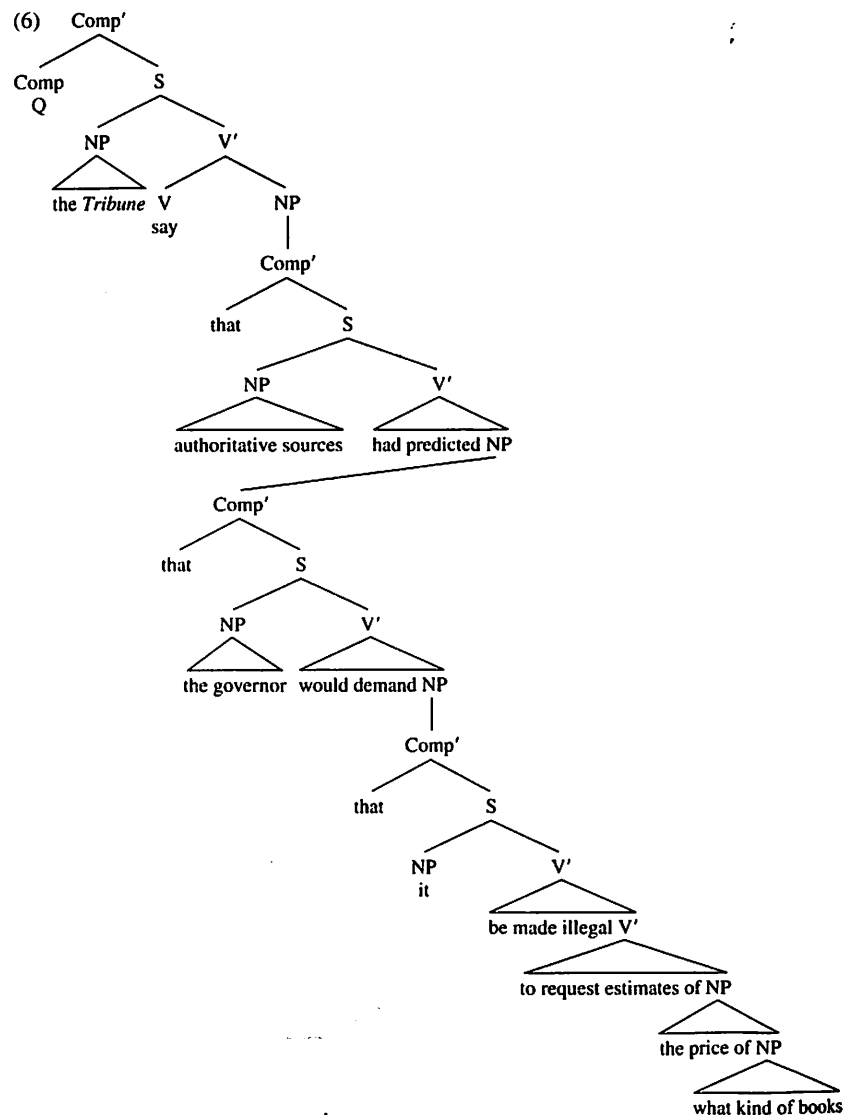 (6) Comp'
Comp S
Q
NP V'
the Tribune V NP
say
Comp'
that S
NP V'
authoritative sources had predicted NP
Comp'
that S
NP V'
the governor would demand NP
Comp'
that S
NP V'
it
be made illegal V'
to request estimates of NP
the price of NP
what kind of books